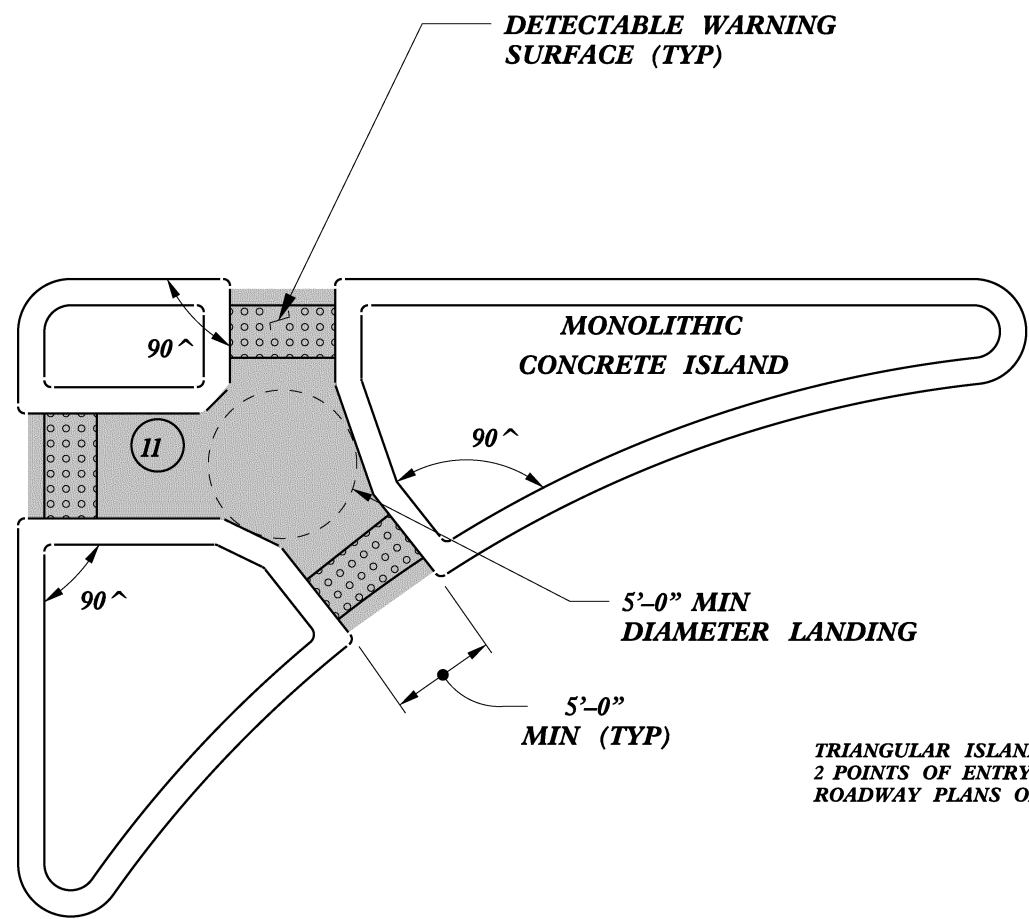 DETECTABLE WARNING
SURFACE (TYP)
MONOLITHIC
CONCRETE ISLAND
90^
11
90^
90^
5'–0" MIN
DIAMETER LANDING
5'–0"
MIN (TYP)
TRIANGULAR
2 POINTS OF ENTRY
ROADWAY PLANS